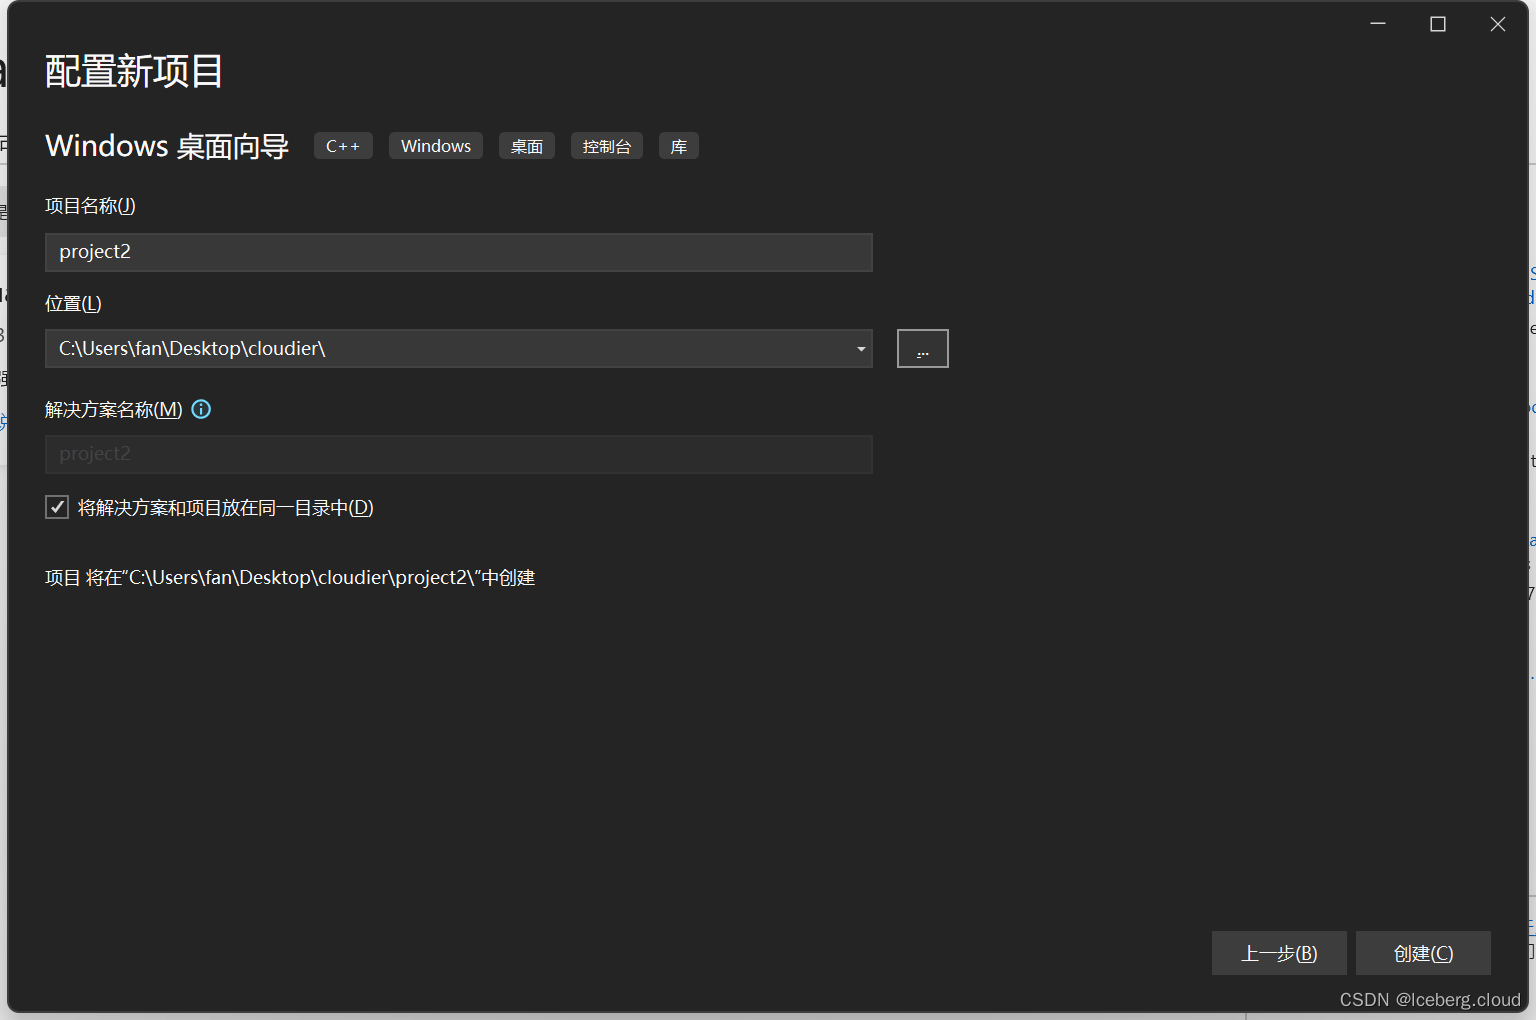 配置新项目
Windows 桌面向导 C++ Windows 桌面 控制台 库
项目名称(J)
project2
位置(L)
C:\Users\fan\Desktop\cloudier\
...
解决方案名称(M)
project2
将解决方案和项目放在同一目录中(D)
项目 将在“C:\Users\fan\Desktop\cloudier\project2\”中创建
上一步(B) 创建(C)
CSDN @Iceberg.cloud